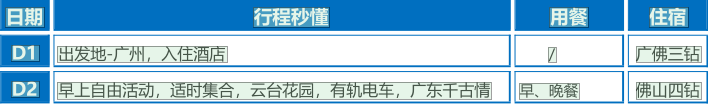 日期 行程秒懂 用餐 住宿
D1 出发地-广州，入住酒店 / 广佛三钻
D2 早上自由活动，适时集合，云台花园，有轨电车，广东千古情 早、晚餐 佛山四钻